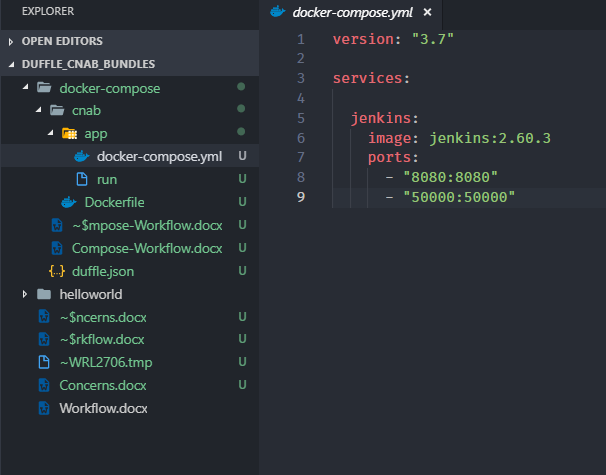 EXPLORER
OPEN EDITORS
DUFFLE_CNAB_BUNDLES
docker-compose
cnab
app
docker-compose.yml U
run U
Dockerfile U
~$mpose-Workflow.docx U
Compose-Workflow.docx U
duffle.json U
helloworld
~$ncerns.docx U
~$rkflow.docx U
~WRL2706.tmp U
Concerns.docx U
Workflow.docx
docker-compose.yml ×
1 version: "3.7"
2
3 services:
4
5 jenkins:
6 image: jenkins:2.60.3
7 ports:
8 - "8080:8080"
9 - "50000:50000"